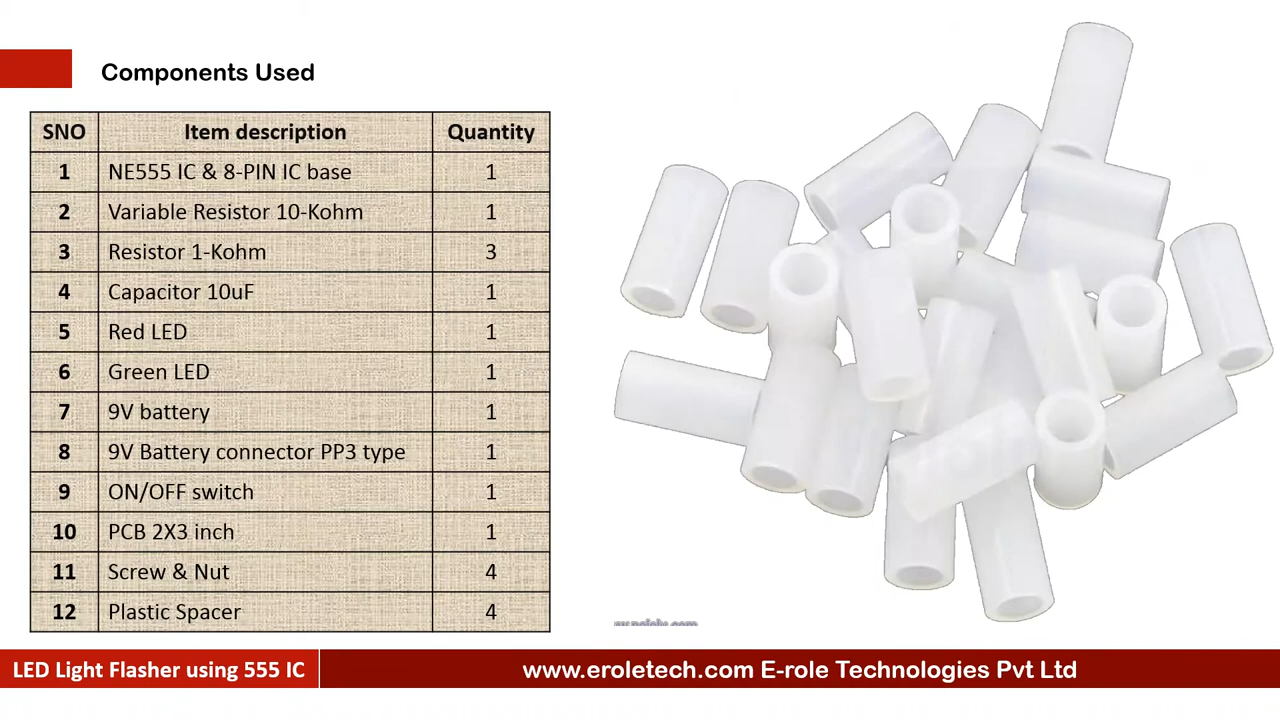 Components Used
SNO Item description Quantity
1 NE555 IC & 8-PIN IC base 1
2 Variable Resistor 10-Kohm 1
3 Resistor 1-Kohm 3
4 Capacitor 10uF 1
5 Red LED 1
6 Green LED 1
7 9V battery 1
8 9V Battery connector PP3 type 1
9 ON/OFF switch 1
10 PCB 2X3 inch 1
11 Screw & Nut 4
12 Plastic Spacer 4
LED Light Flasher using 555 IC
www.eroletech.com E-role Technologies Pvt Ltd